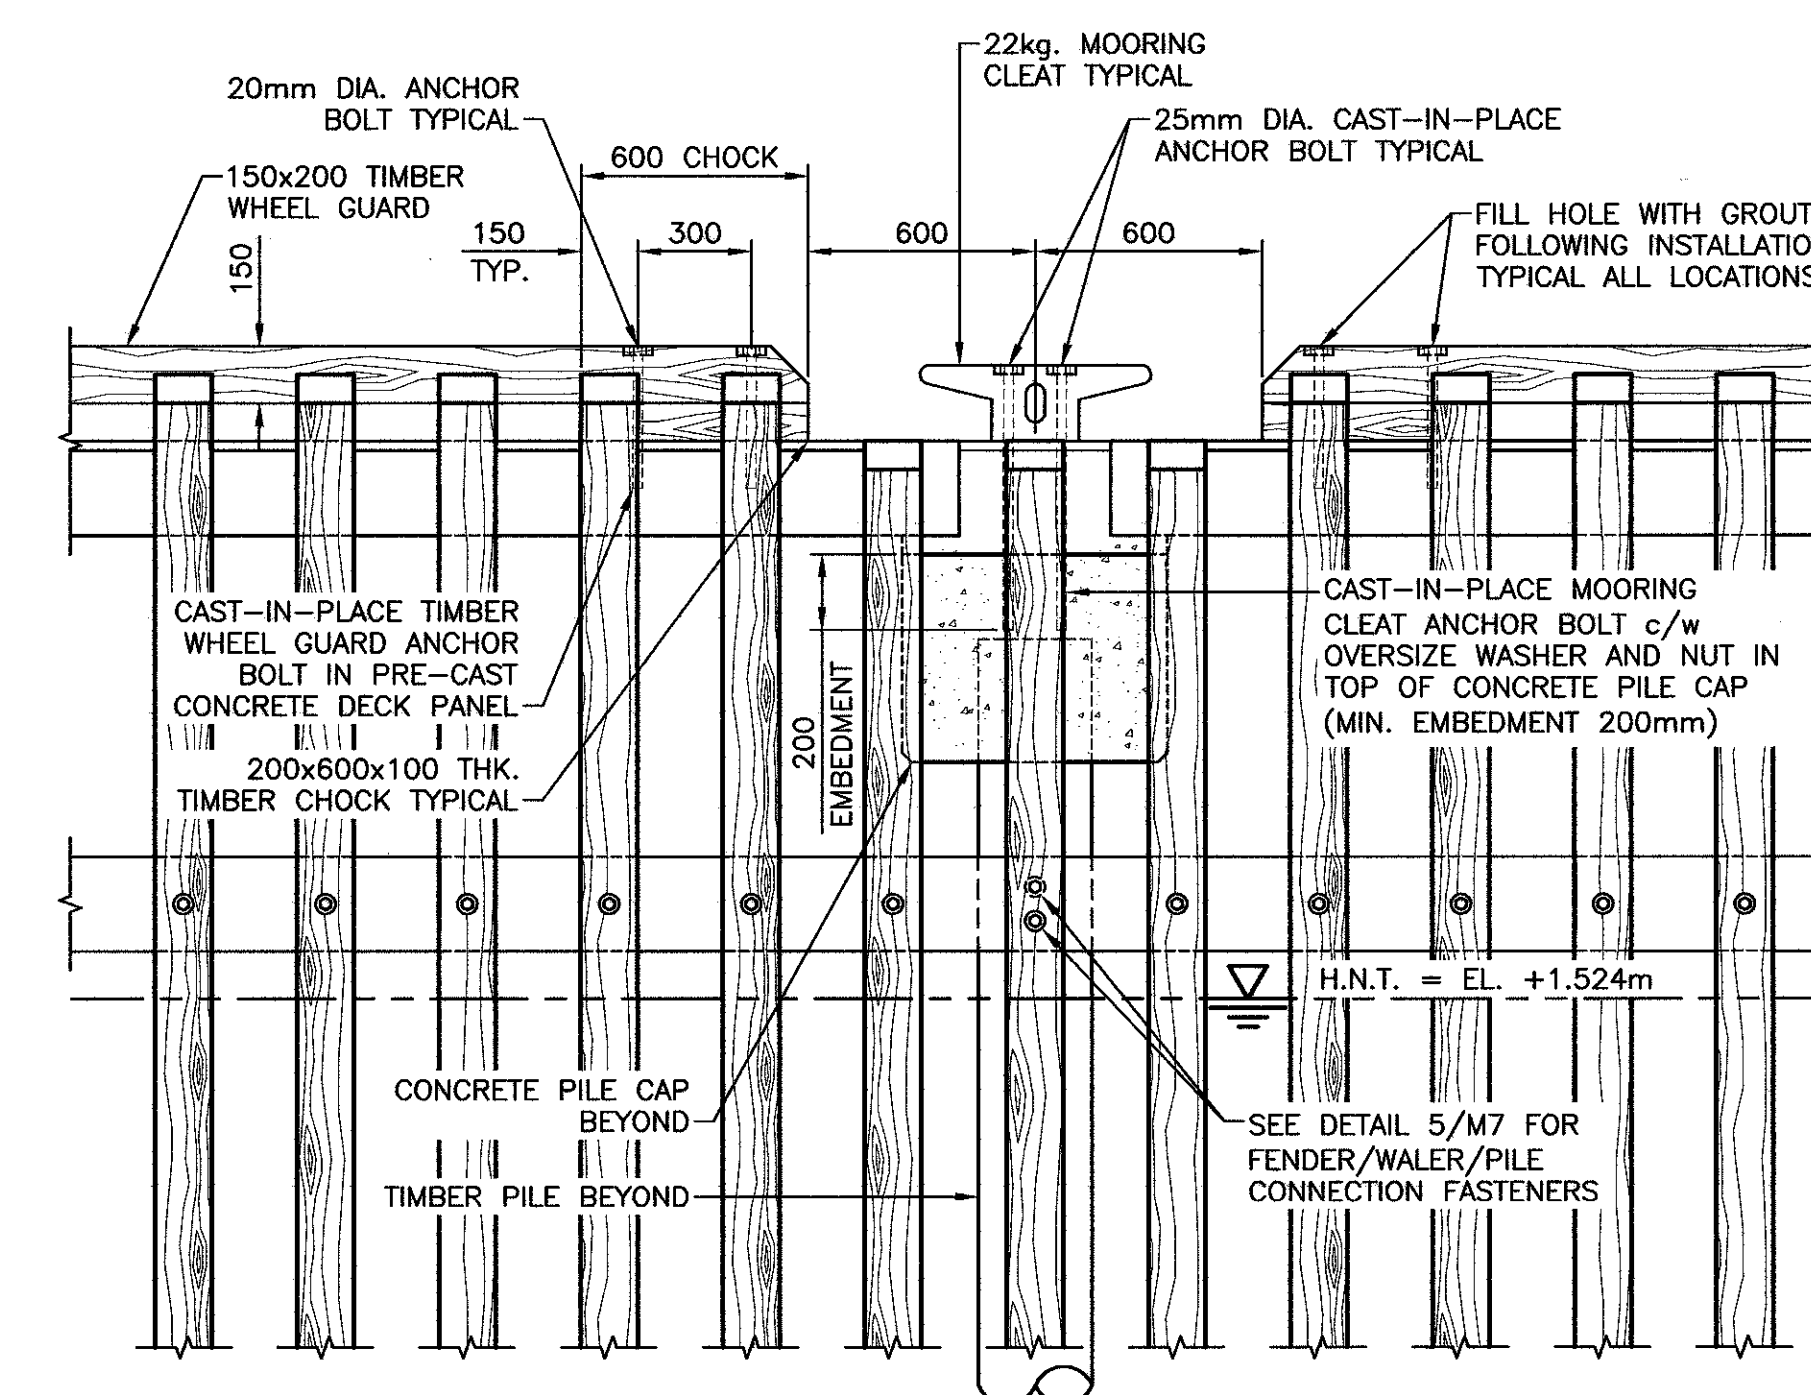 22kg. MOORING
CLEAT TYPICAL
20mm DIA. ANCHOR
BOLT TYPICAL
25mm DIA. CAST-IN-PLACE
ANCHOR BOLT TYPICAL
600 CHOCK
150x200 TIMBER
WHEEL GUARD
FILL HOLE WITH GROUT
FOLLOWING INSTALLATIO
TYPICAL ALL LOCATIONS
150
TYP.
300
600
600
150
CAST-IN-PLACE TIMBER
WHEEL GUARD ANCHOR
BOLT IN PRE-CAST
CONCRETE DECK PANEL
CAST-IN-PLACE MOORING
CLEAT ANCHOR BOLT c/w
OVERSIZE WASHER AND NUT IN
TOP OF CONCRETE PILE CAP
(MIN. EMBEDMENT 200mm)
200
EMBEDMENT
200x600x100 THK.
TIMBER CHOCK TYPICAL
H.N.T. = EL. +1.524m
CONCRETE PILE CAP
BEYOND
SEE DETAIL 5/M7 FOR
FENDER/WALER/PILE
CONNECTION FASTENERS
TIMBER PILE BEYOND